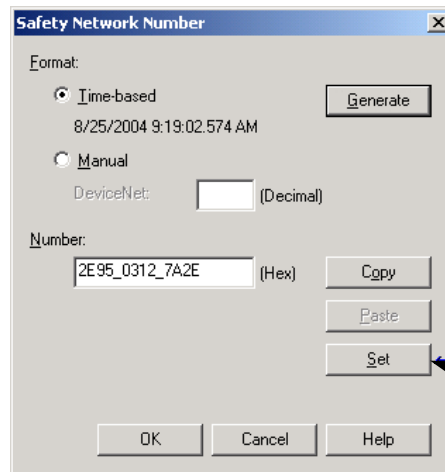 Safety Network Number
Format:
Time-based
Generate
8/25/2004 9:19:02.574 AM
Manual
DeviceNet:
(Decimal)
Number:
2E95_0312_7A2E
(Hex)
Copy
Paste
Set
OK
Cancel
Help